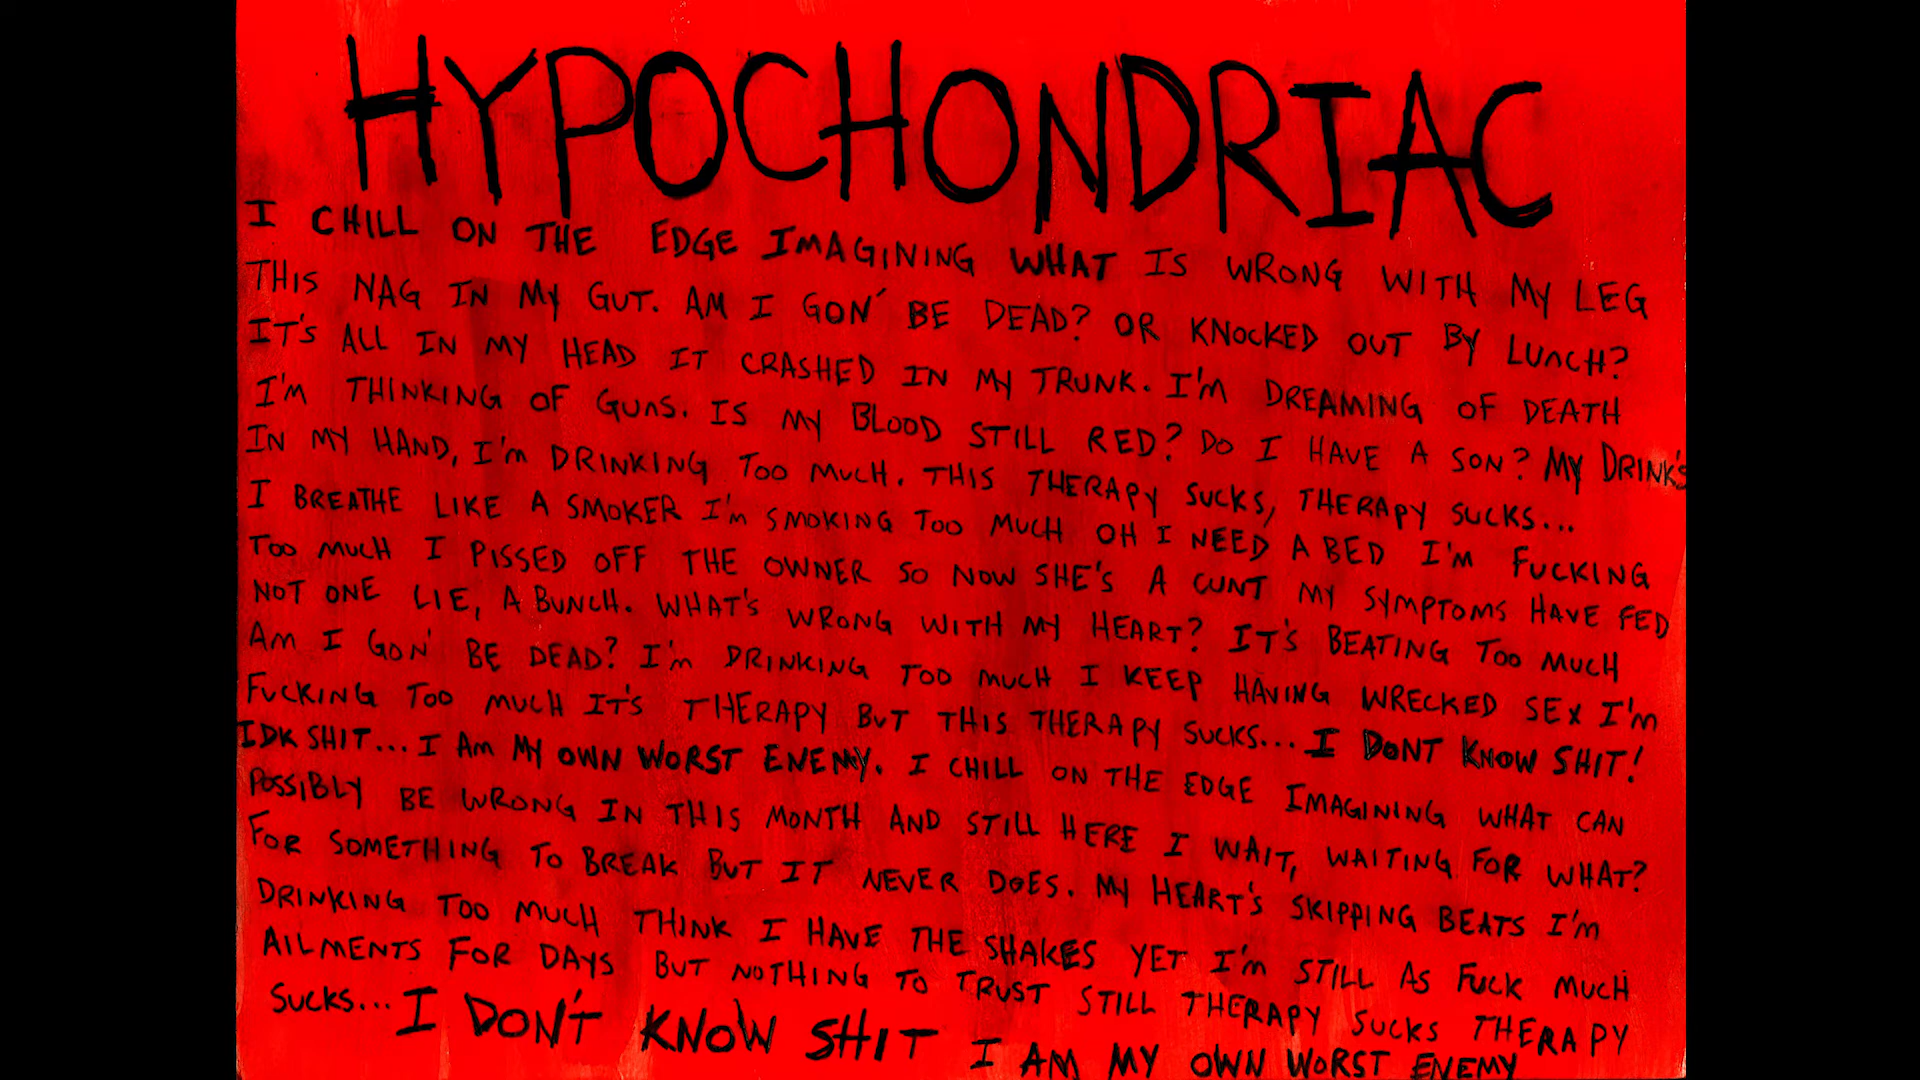 HYPOCHONDRIAC
I CHILL ON THE EDGE IMAGINING WHAT IS WRONG WITH MY LEG
THIS NAG IN MY GUT. AM I GON' BE DEAD? OR KNOCKED OUT BY LUNCH?
IT'S ALL IN MY HEAD IT CRASHED IN MY TRUNK. I'M DREAMING OF DEATH
I'M THINKING OF GUNS. IS MY BLOOD STILL RED? DO I HAVE A SON? MY DRINK'S
IN MY HAND, I'M DRINKING TOO MUCH. THIS THERAPY SUCKS, THERAPY SUCKS...
I BREATHE LIKE A SMOKER I'M SMOKING TOO MUCH OH I NEED A BED I'M FUCKING
TOO MUCH I PISSED OFF THE OWNER SO NOW SHE'S A CUNT MY SYMPTOMS HAVE FED
NOT ONE LIE, A BUNCH. WHAT'S WRONG WITH MY HEART? IT'S BEATING TOO MUCH
AM I GON' BE DEAD? I'M DRINKING TOO MUCH I KEEP HAVING WRECKED SEX I'M
FUCKING TOO MUCH IT'S THERAPY BUT THIS THERAPY SUCKS... I DONT KNOW SHIT!
IDK SHIT... I AM MY OWN WORST ENEMY. I CHILL ON THE EDGE IMAGINING WHAT CAN
POSSIBLY BE WRONG IN THIS MONTH AND STILL HERE I WAIT, WAITING FOR WHAT?
FOR SOMETHING TO BREAK BUT IT NEVER DOES. MY HEART'S SKIPPING BEATS I'M
DRINKING TOO MUCH THINK I HAVE THE SHAKES YET I'M STILL AS FUCK MUCH
AILMENTS FOR DAYS BUT NOTHING TO TRUST STILL THERAPY SUCKS THERAPY
SUCKS... I DON'T KNOW SHIT I AM MY OWN WORST ENEMY